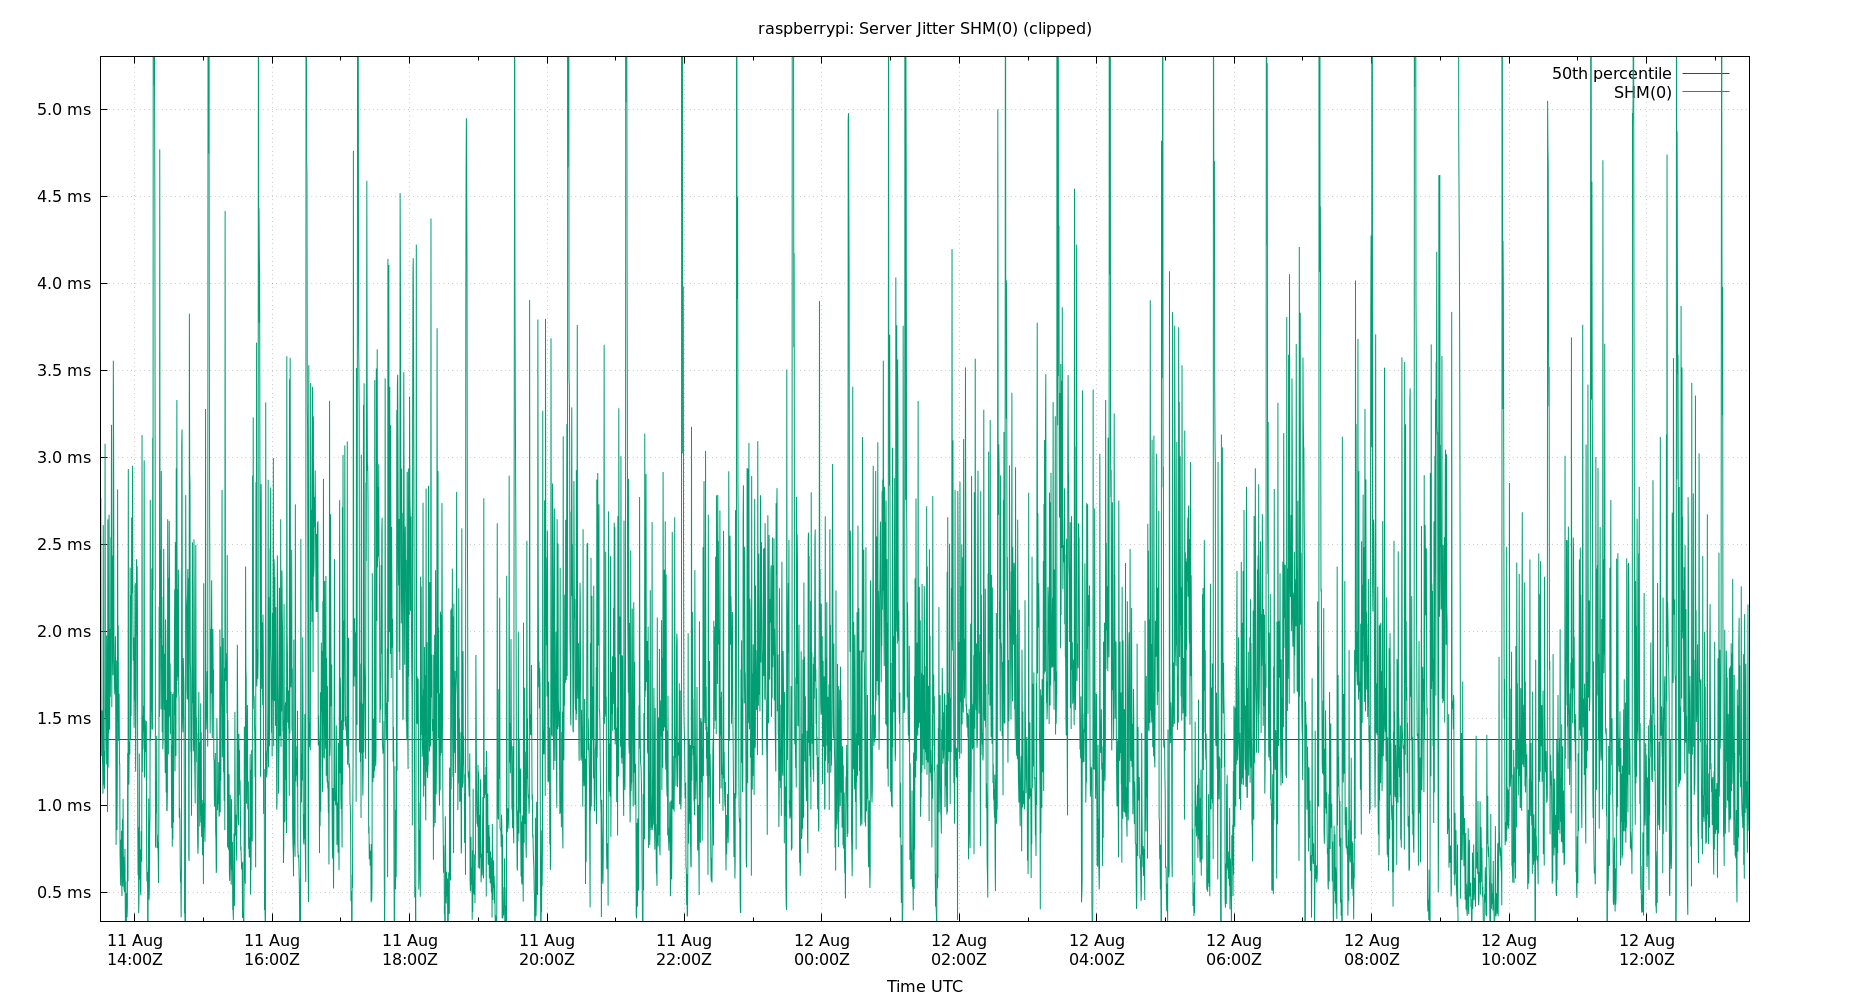 raspberrypi: Server Jitter SHM(0) (clipped)
50th percentile
SHM(0)
5.0 ms
4.5 ms
4.0 ms
3.5 ms
3.0 ms
2.5 ms
2.0 ms
1.5 ms
1.0 ms
0.5 ms
11 Aug 11 Aug 11 Aug 11 Aug 11 Aug 12 Aug 12 Aug 12 Aug 12 Aug 12 Aug 12 Aug 12 Aug
14:00Z 16:00Z 18:00Z 20:00Z 22:00Z 00:00Z 02:00Z 04:00Z 06:00Z 08:00Z 10:00Z 12:00Z
Time UTC